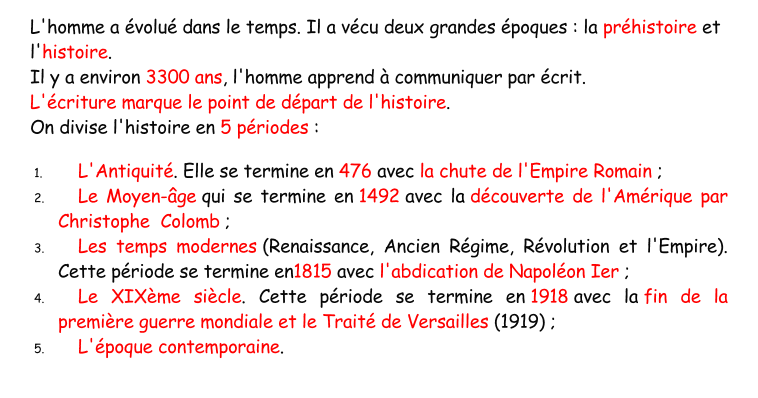 L'homme a évolué dans le temps. Il a vécu deux grandes époques : la préhistoire et
l'histoire.
Il y a environ 3300 ans, l'homme apprend à communiquer par écrit.
L'écriture marque le point de départ de l'histoire.
On divise l'histoire en 5 périodes :
1. L'Antiquité. Elle se termine en 476 avec la chute de l'Empire Romain ;
2. Le Moyen-âge qui se termine en 1492 avec la découverte de l'Amérique par
Christophe Colomb ;
3. Les temps modernes (Renaissance, Ancien Régime, Révolution et l'Empire).
Cette période se termine en1815 avec l'abdication de Napoléon Ier ;
4. Le XIXème siècle. Cette période se termine en 1918 avec la fin de la
première guerre mondiale et le Traité de Versailles (1919) ;
5. L'époque contemporaine.